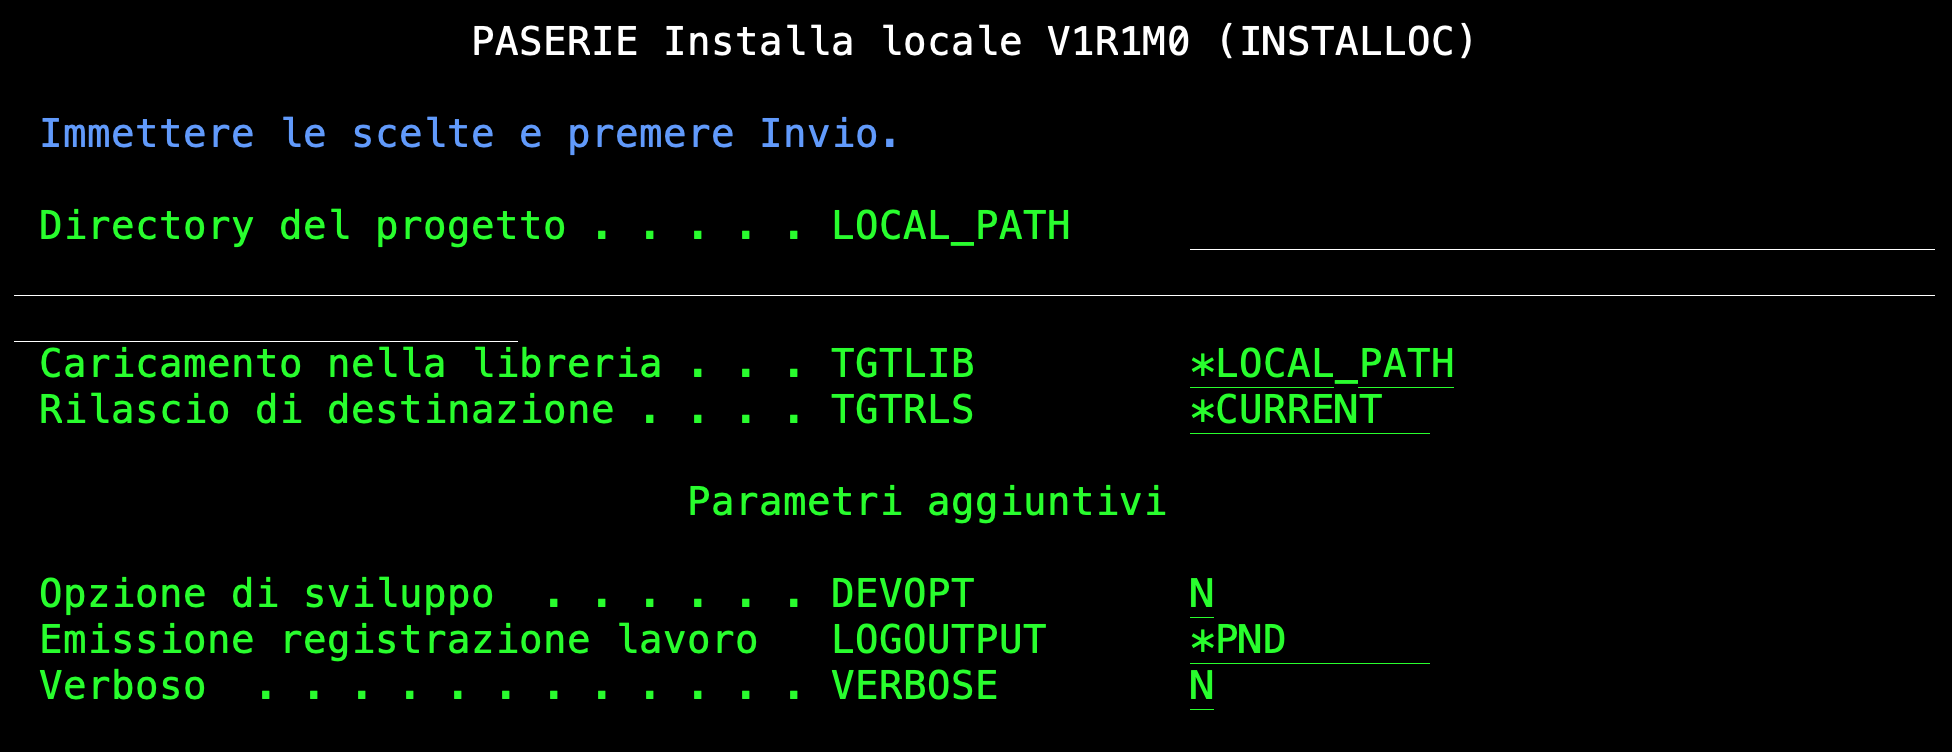 PASERIE Installa locale V1R1M0 (INSTALLOC)
Immettere le scelte e premere Invio.
Directory del progetto . . . . . LOCAL_PATH
Caricamento nella libreria . . . TGTLIB *LOCAL_PATH
Rilascio di destinazione . . . . TGTRLS *CURRENT
Parametri aggiuntivi
Opzione di sviluppo . . . . . . DEVOPT N
Emissione registrazione lavoro LOGOUTPUT *PND
Verboso . . . . . . . . . . . . VERBOSE N